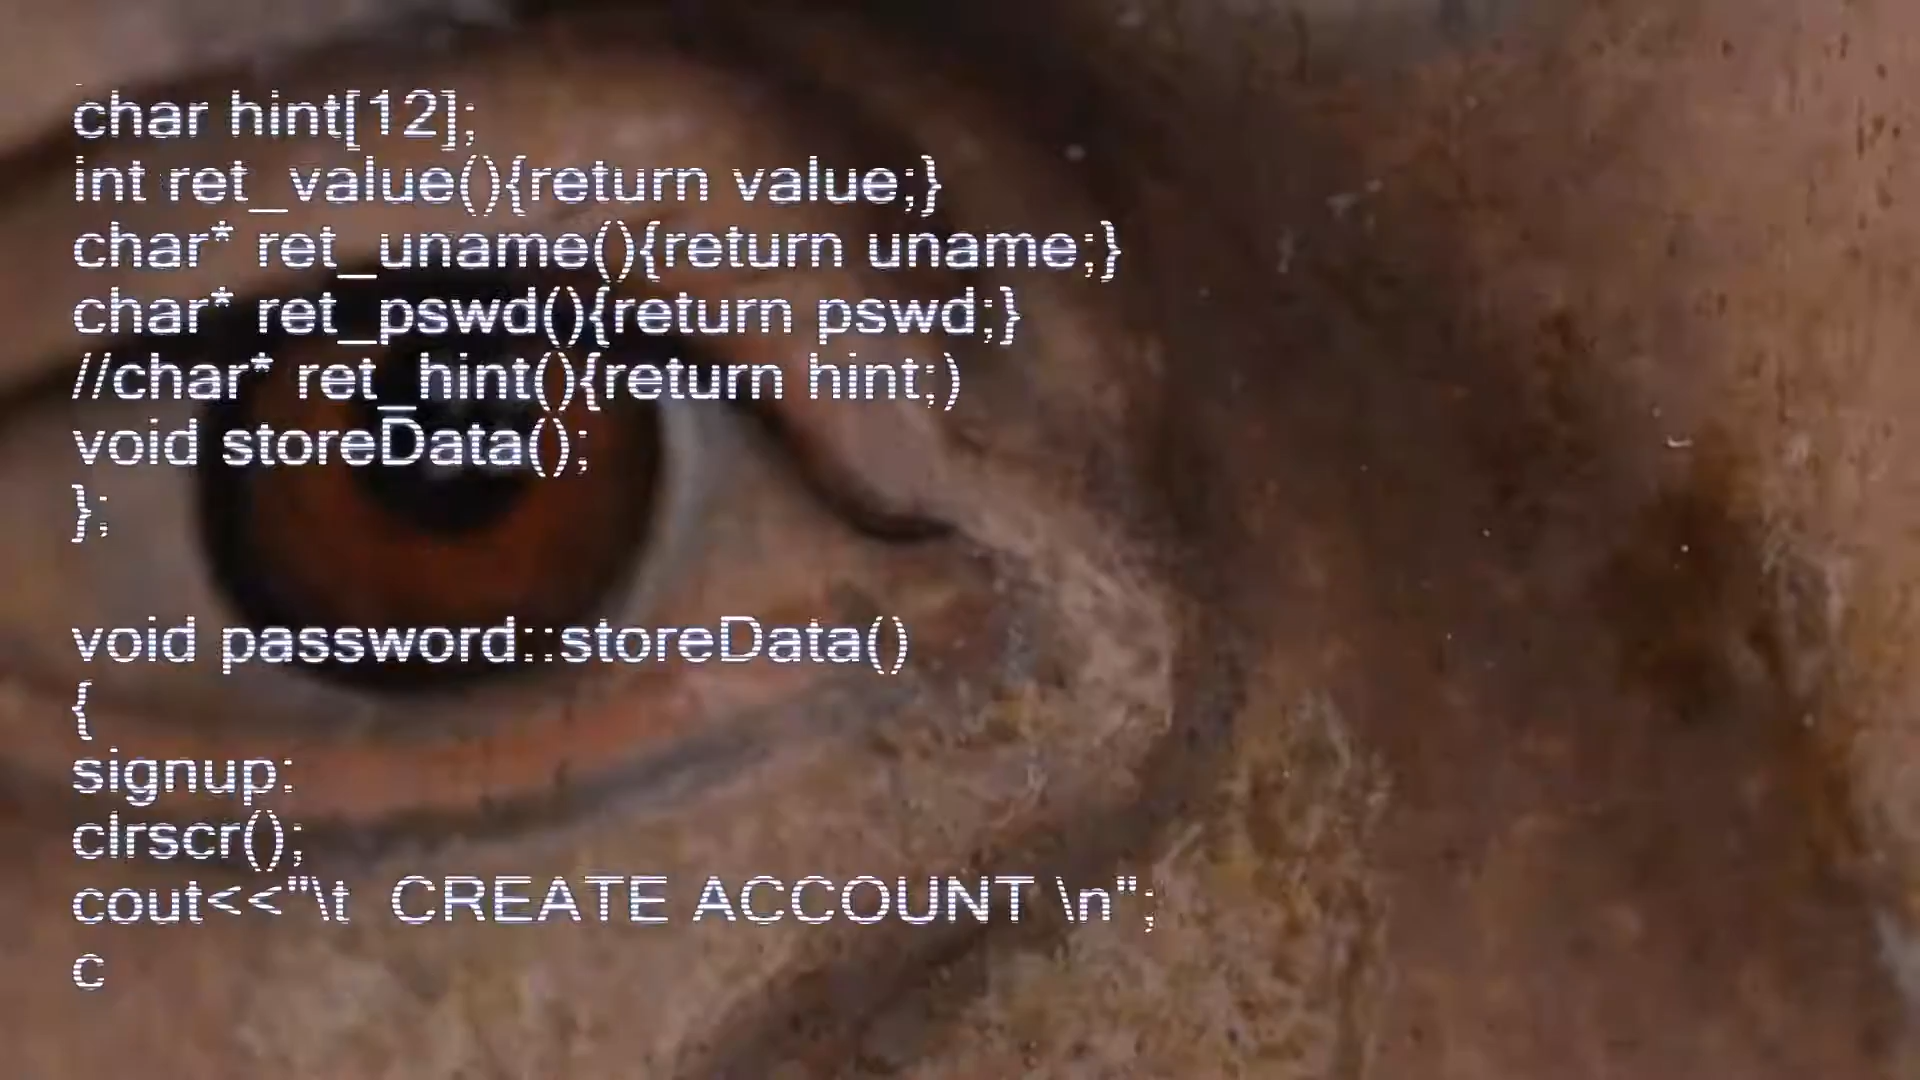 char hint[12];
int ret_value(){return value;}
char* ret_uname(){return uname;}
char* ret_pswd(){return pswd;}
//char* ret_hint(){return hint;)
void storeData();
};
void password::storeData()
{
signup:
clrscr();
cout<<"\t  CREATE ACCOUNT \n";
c